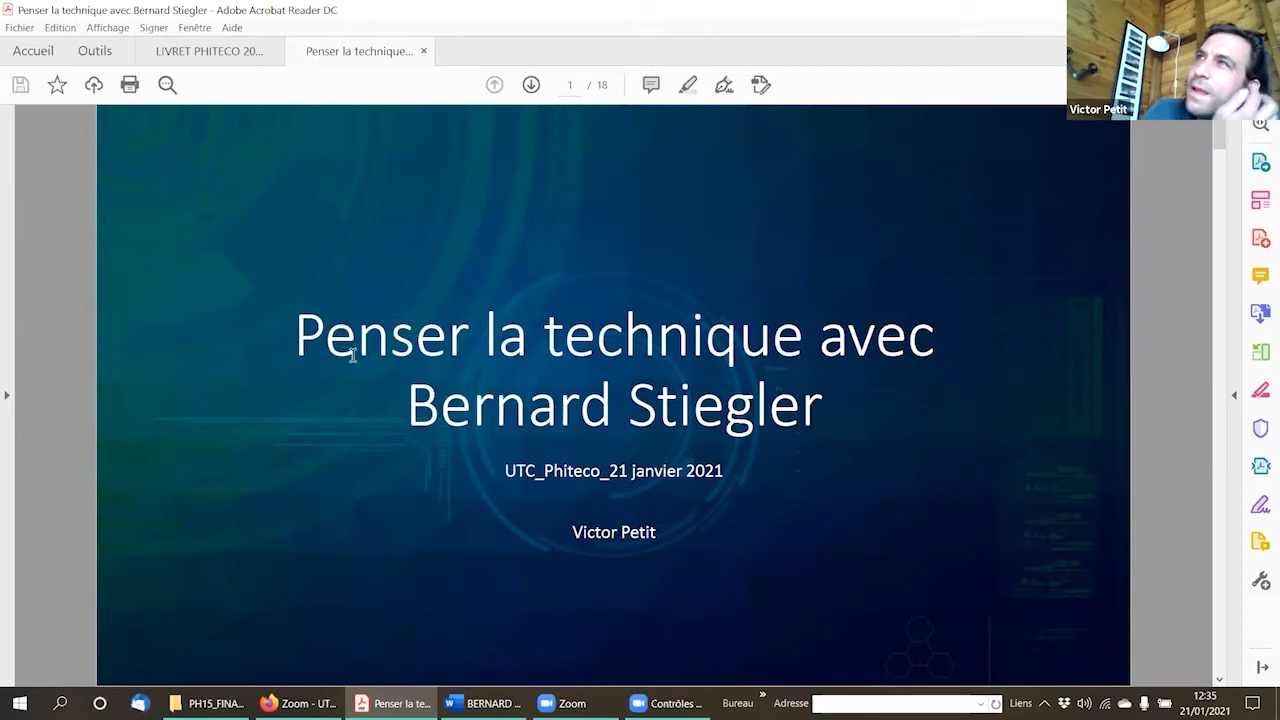 Penser la technique avec Bernard Stiegler - Adobe Acrobat Reader DC
Fichier Edition Affichage Signer Fenêtre Aide
Accueil Outils LIVRET PHITECO 20... Penser la technique... ×
1 / 18
Victor Petit
Penser la technique avec
Bernard Stiegler
UTC_Phiteco_21 janvier 2021
Victor Petit
PH15_FINA... Zoom - UT... Penser la te... BERNARD ... Zoom Contrôles ... Bureau » Adresse Liens 12:35
21/01/2021